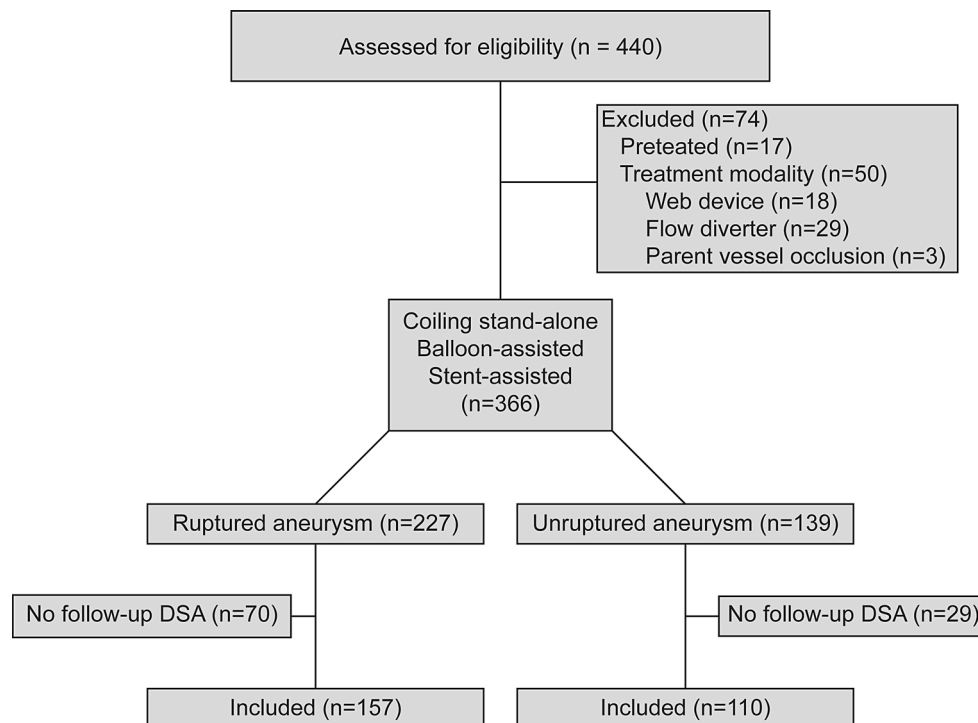 Assessed for eligibility (n = 440)
Excluded (n=74)
Preteated (n=17)
Treatment modality (n=50)
Web device (n=18)
Flow diverter (n=29)
Parent vessel occlusion (n=3)
Coiling stand-alone
Balloon-assisted
Stent-assisted
(n=366)
Ruptured aneurysm (n=227)
Unruptured aneurysm (n=139)
No follow-up DSA (n=70)
No follow-up DSA (n=29)
Included (n=157)
Included (n=110)